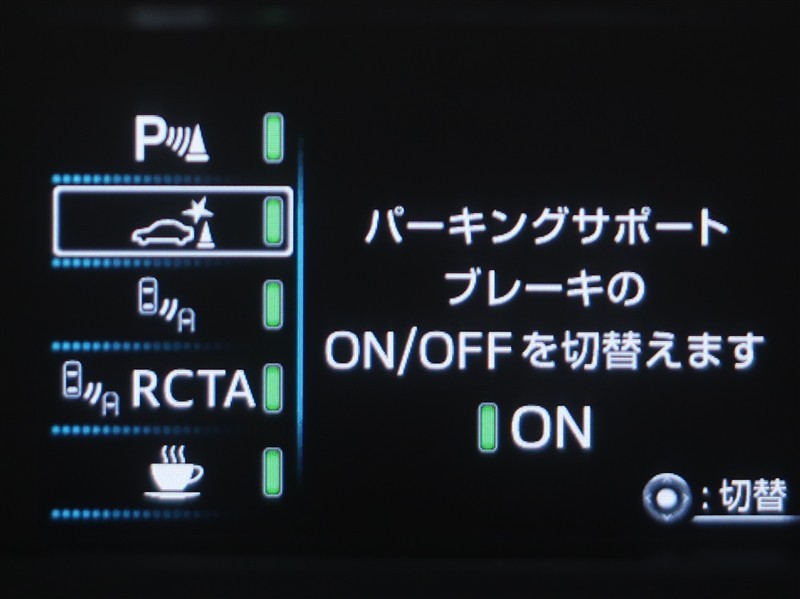 P
RCTA
パーキングサポート
ブレーキの
ON/OFFを切替えます
ON
:切替